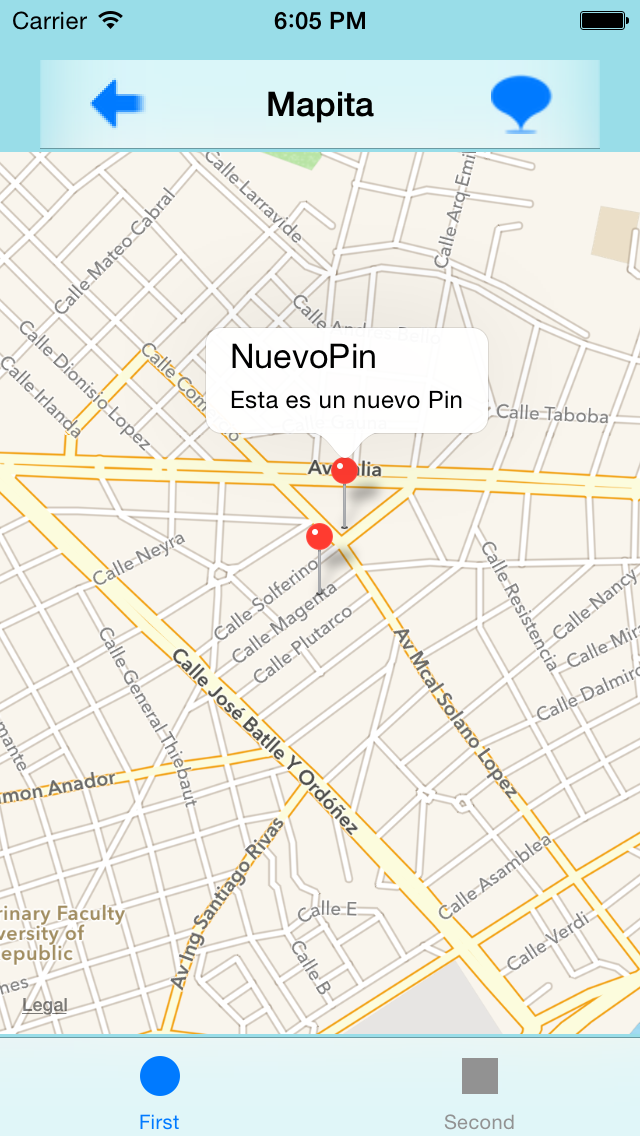 Carrier 6:05 PM
Mapita
Calle Larravide
Calle Mateo Cabral
Calle Dionisio Lopez
Calle Irlanda
NuevoPin
Esta es un nuevo Pin
Calle Taboba
Calle Neyra
Calle Solferino
Calle Magenta
Calle Plutarco
Calle Resistencia
Calle Nancy
Calle Dalmiro
Calle General Thiebaut
Calle José Batlle Y Ordóñez
Av Mcal Solano Lopez
Calle Asamblea
Calle E
Calle B
Av Ing Santiago Rivas
Calle Verdi
Legal
First Second